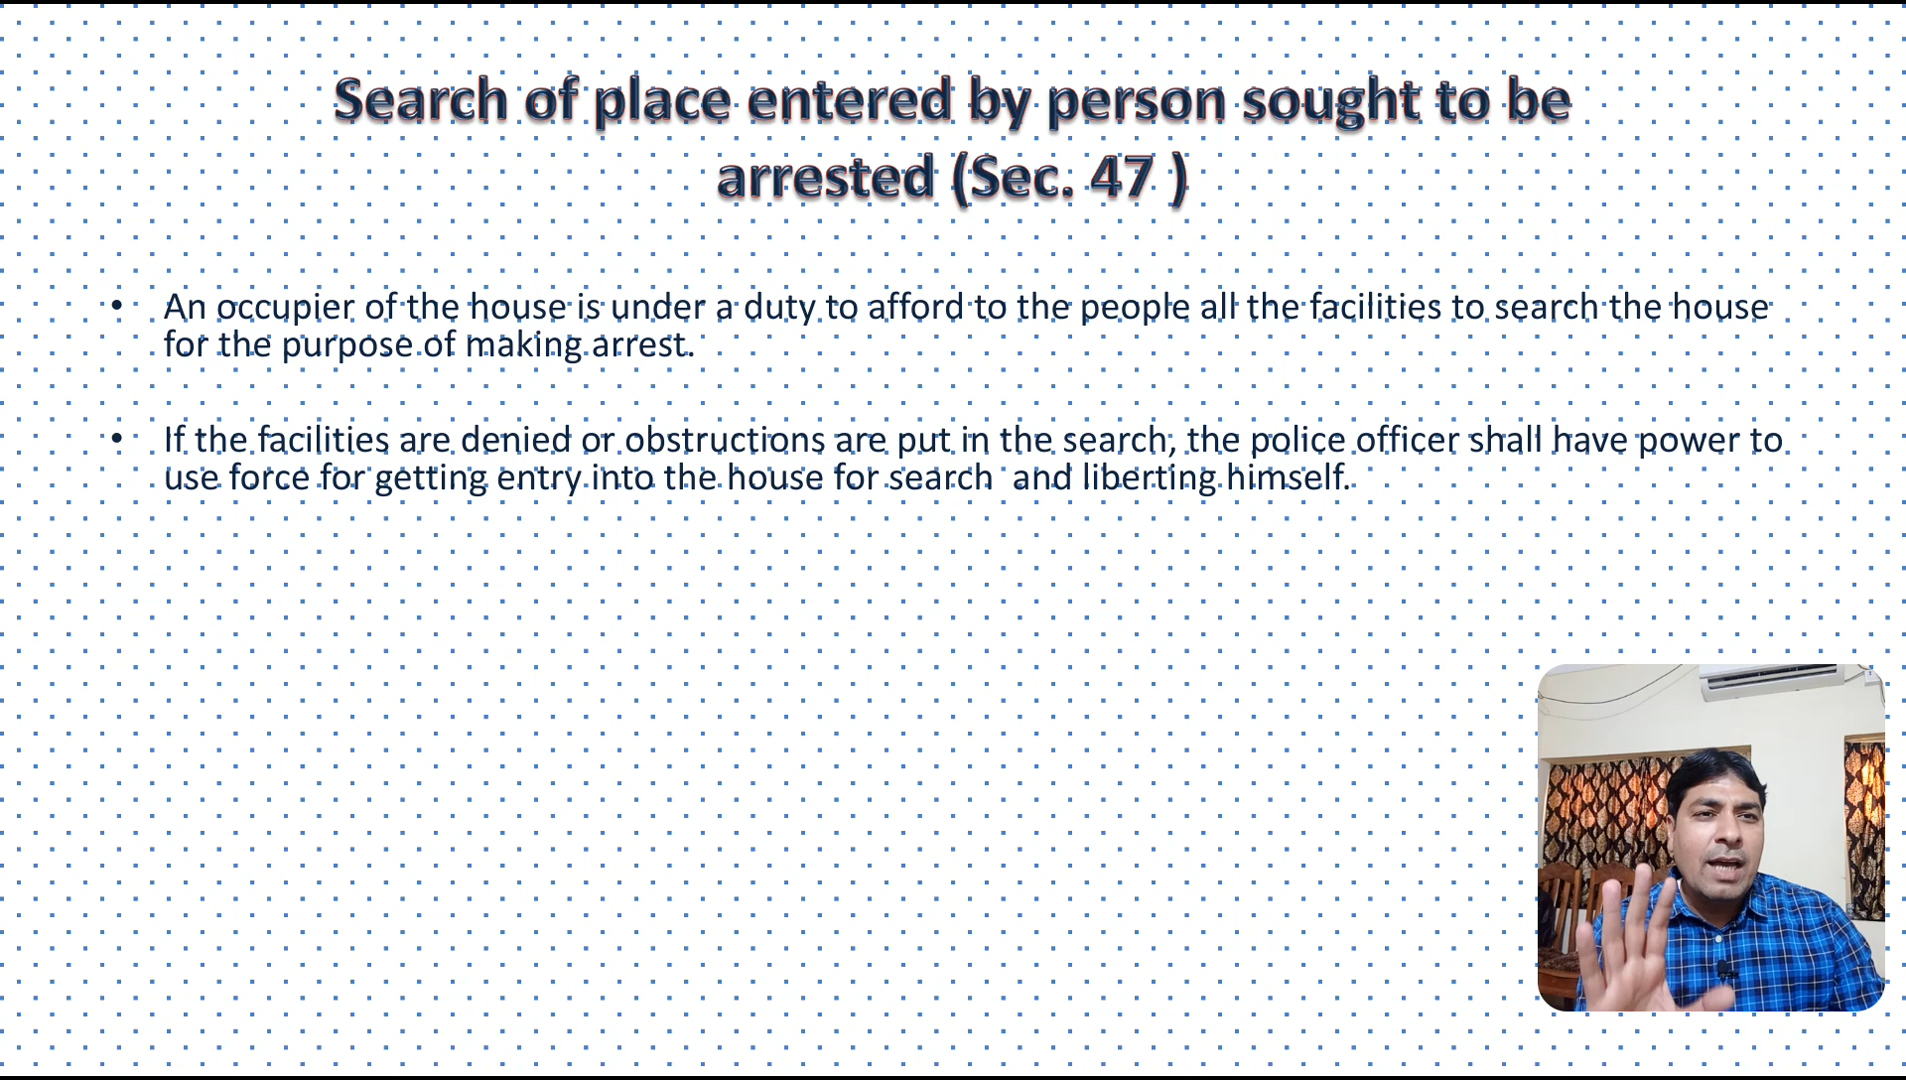 Search of place entered by person sought to be
arrested (Sec. 47 )
• An occupier of the house is under a duty to afford to the people all the facilities to search the house
for the purpose of making arrest.
• If the facilities are denied or obstructions are put in the search, the police officer shall have power to
use force for getting entry into the house for search  and liberting himself.